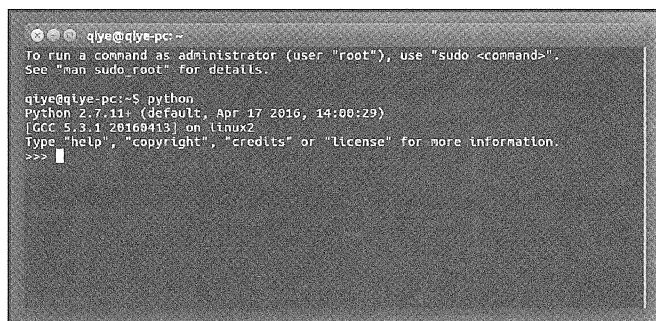 qiye@qiye-pc: ~
To run a command as administrator (user "root"), use "sudo <command>".
See "man sudo_root" for details.
qiye@qiye-pc:~$ python
Python 2.7.11+ (default, Apr 17 2016, 14:00:29)
[GCC 5.3.1 20160413] on linux2
Type "help", "copyright", "credits" or "license" for more information.
>>>